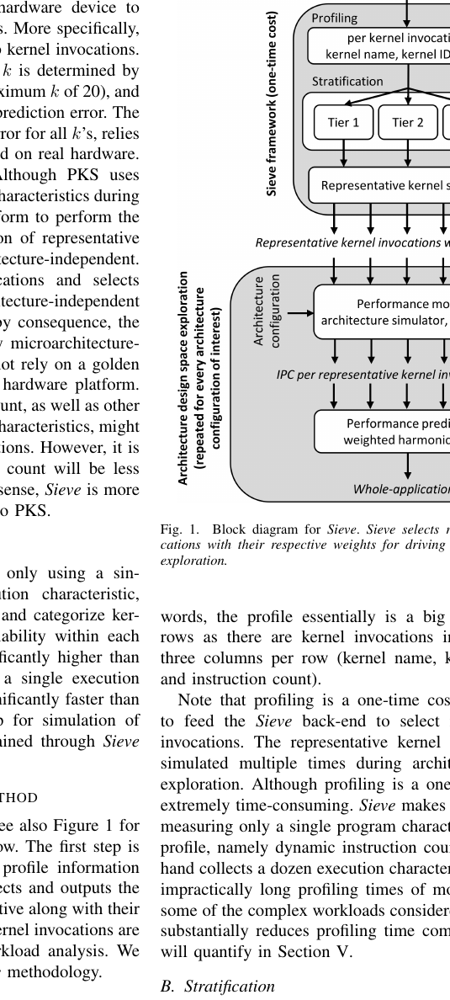 hardware device to
s. More specifically,
kernel invocations.
k is determined by
ximum k of 20), and
prediction error. The
rror for all k's, relies
d on real hardware.
Although PKS uses
characteristics during
form to perform the
on of representative
tecture-independent.
cations and selects
itecture-independent
by consequence, the
y microarchitecture-
not rely on a golden
hardware platform.
unt, as well as other
haracteristics, might
tions. However, it is
count will be less
sense, Sieve is more
o PKS.
only using a sin-
ution characteristic,
and categorize ker-
iability within each
ificantly higher than
a single execution
nificantly faster than
p for simulation of
ained through Sieve
THOD
ee also Figure 1 for
ow. The first step is
profile information
ects and outputs the
tive along with their
ernel invocations are
rkload analysis. We
methodology.
Sieve framework (one-time cost)
Profiling
per kernel invocati
kernel name, kernel ID
Stratification
Tier 1
Tier 2
Representative kernel s
Representative kernel invocations w
Architecture design space exploration
(repeated for every architecture
configuration of interest)
Architecture
configuration
Performance mo
architecture simulator,
IPC per representative kernel inv
Performance predi
weighted harmonic
Whole-application
Fig. 1. Block diagram for Sieve. Sieve selects r
cations with their respective weights for driving
exploration.
words, the profile essentially is a big
rows as there are kernel invocations i
three columns per row (kernel name, k
and instruction count).
Note that profiling is a one-time cos
to feed the Sieve back-end to select
invocations. The representative kernel
simulated multiple times during archit
exploration. Although profiling is a one
extremely time-consuming. Sieve makes
measuring only a single program charact
profile, namely dynamic instruction coun
hand collects a dozen execution character
impractically long profiling times of mo
some of the complex workloads considere
substantially reduces profiling time com
will quantify in Section V.
B. Stratification